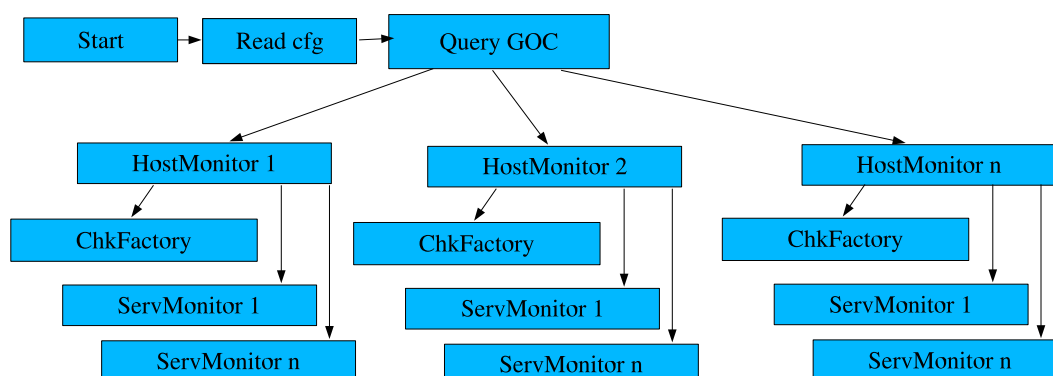 Start
Read cfg
Query GOC
HostMonitor 1
HostMonitor 2
HostMonitor n
ChkFactory
ChkFactory
ChkFactory
ServMonitor 1
ServMonitor 1
ServMonitor 1
ServMonitor n
ServMonitor n
ServMonitor n